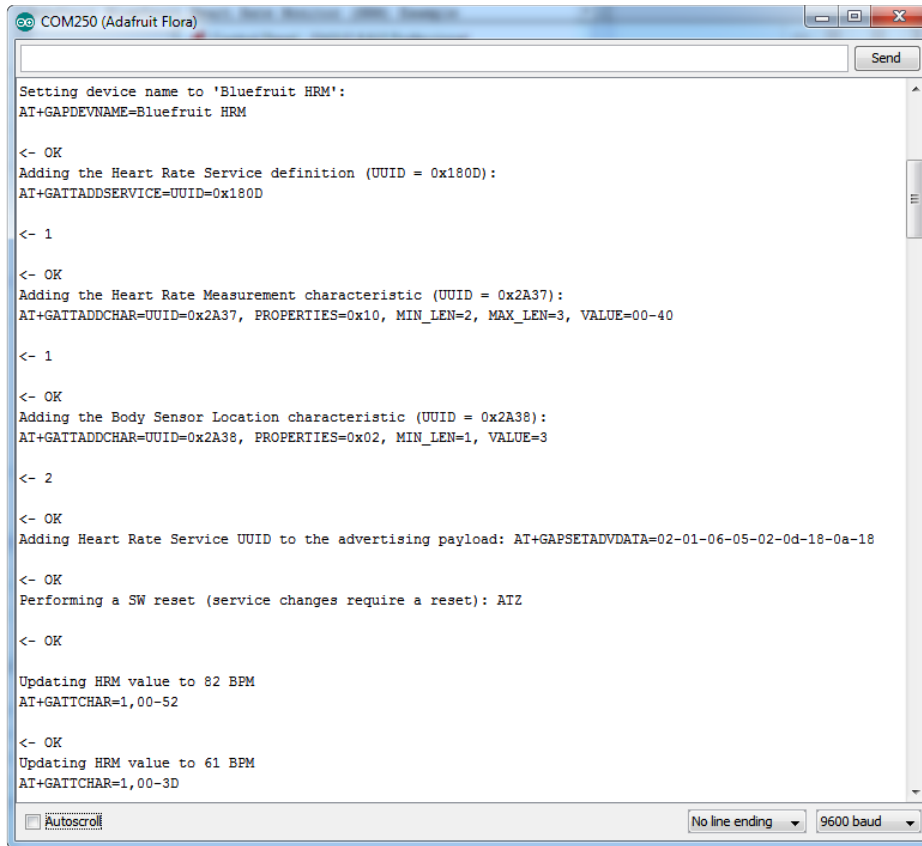 COM250 (Adafruit Flora)
Send
Setting device name to 'Bluefruit HRM':
AT+GAPDEVNAME=Bluefruit HRM
<- OK
Adding the Heart Rate Service definition (UUID = 0x180D):
AT+GATTADDSERVICE=UUID=0x180D
<- 1
<- OK
Adding the Heart Rate Measurement characteristic (UUID = 0x2A37):
AT+GATTADDCHAR=UUID=0x2A37, PROPERTIES=0x10, MIN_LEN=2, MAX_LEN=3, VALUE=00-40
<- 1
<- OK
Adding the Body Sensor Location characteristic (UUID = 0x2A38):
AT+GATTADDCHAR=UUID=0x2A38, PROPERTIES=0x02, MIN_LEN=1, VALUE=3
<- 2
<- OK
Adding Heart Rate Service UUID to the advertising payload: AT+GAPSETADVDATA=02-01-06-05-02-0d-18-0a-18
<- OK
Performing a SW reset (service changes require a reset): ATZ
<- OK
Updating HRM value to 82 BPM
AT+GATTCHAR=1,00-52
<- OK
Updating HRM value to 61 BPM
AT+GATTCHAR=1,00-3D
Autoscroll
No line ending
9600 baud